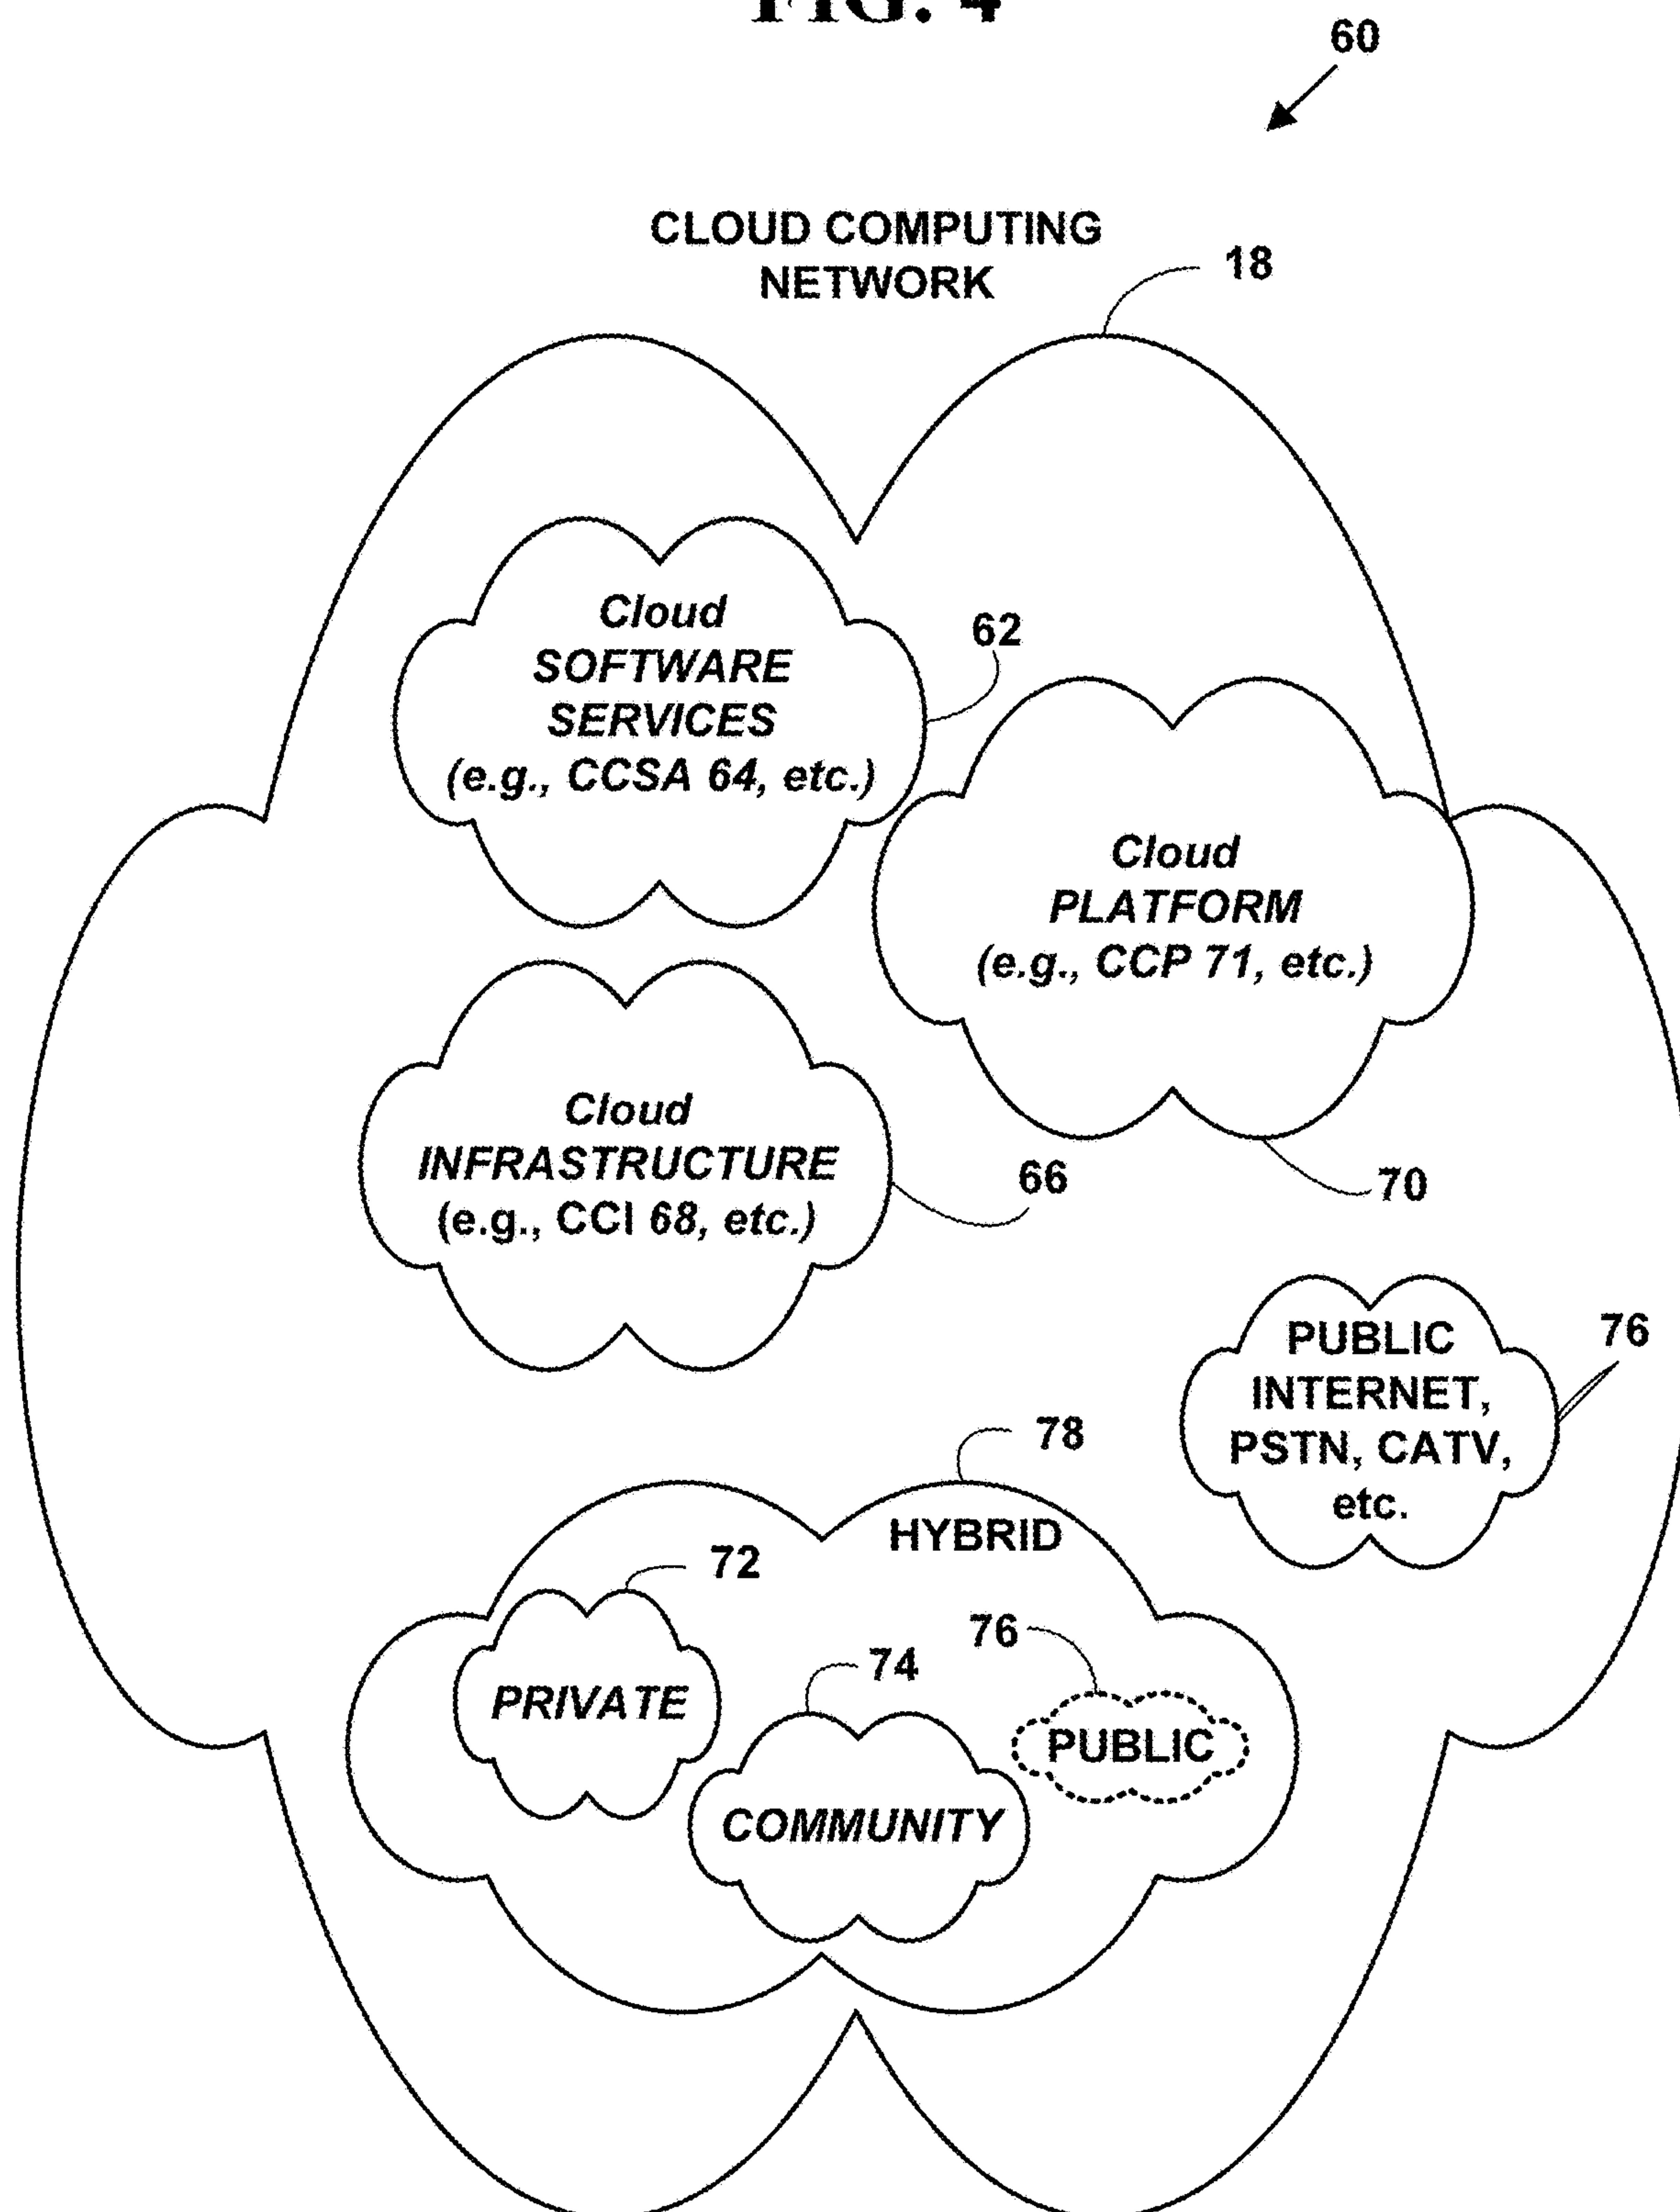 FIG. 4
60
CLOUD COMPUTING
NETWORK
18
Cloud
SOFTWARE
SERVICES
(e.g., CCSA 64, etc.)
62
Cloud
PLATFORM
(e.g., CCP 71, etc.)
70
Cloud
INFRASTRUCTURE
(e.g., CCI 68, etc.)
66
PUBLIC
INTERNET,
PSTN, CATV,
etc.
76
78
HYBRID
72
PRIVATE
74
COMMUNITY
76
PUBLIC